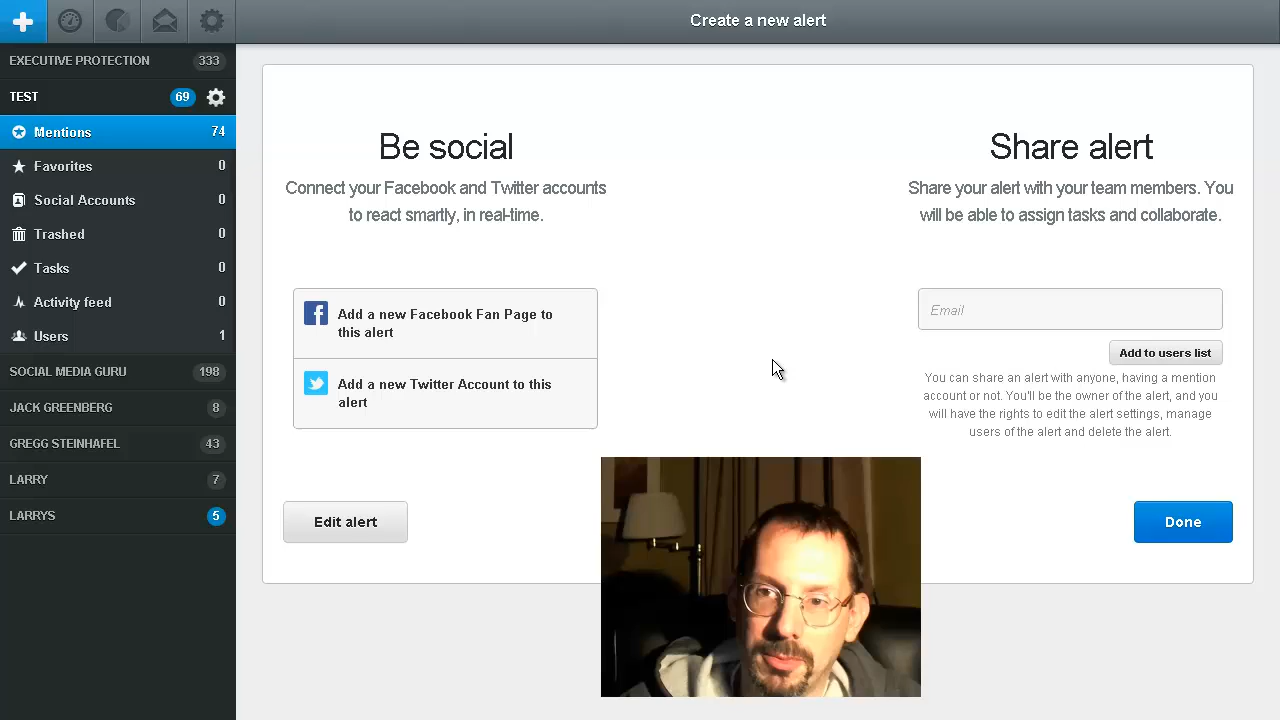 Create a new alert
EXECUTIVE PROTECTION 333
TEST 69
Mentions 74
Favorites 0
Social Accounts 0
Trashed 0
Tasks 0
Activity feed 0
Users 1
SOCIAL MEDIA GURU 198
JACK GREENBERG 8
GREGG STEINHAFEL 43
LARRY 7
LARRYS 5
Be social
Connect your Facebook and Twitter accounts
to react smartly, in real-time.
Add a new Facebook Fan Page to
this alert
Add a new Twitter Account to this
alert
Edit alert
Share alert
Share your alert with your team members. You
will be able to assign tasks and collaborate.
Email
Add to users list
You can share an alert with anyone, having a mention
account or not. You'll be the owner of the alert, and you
will have the rights to edit the alert settings, manage
users of the alert and delete the alert.
Done